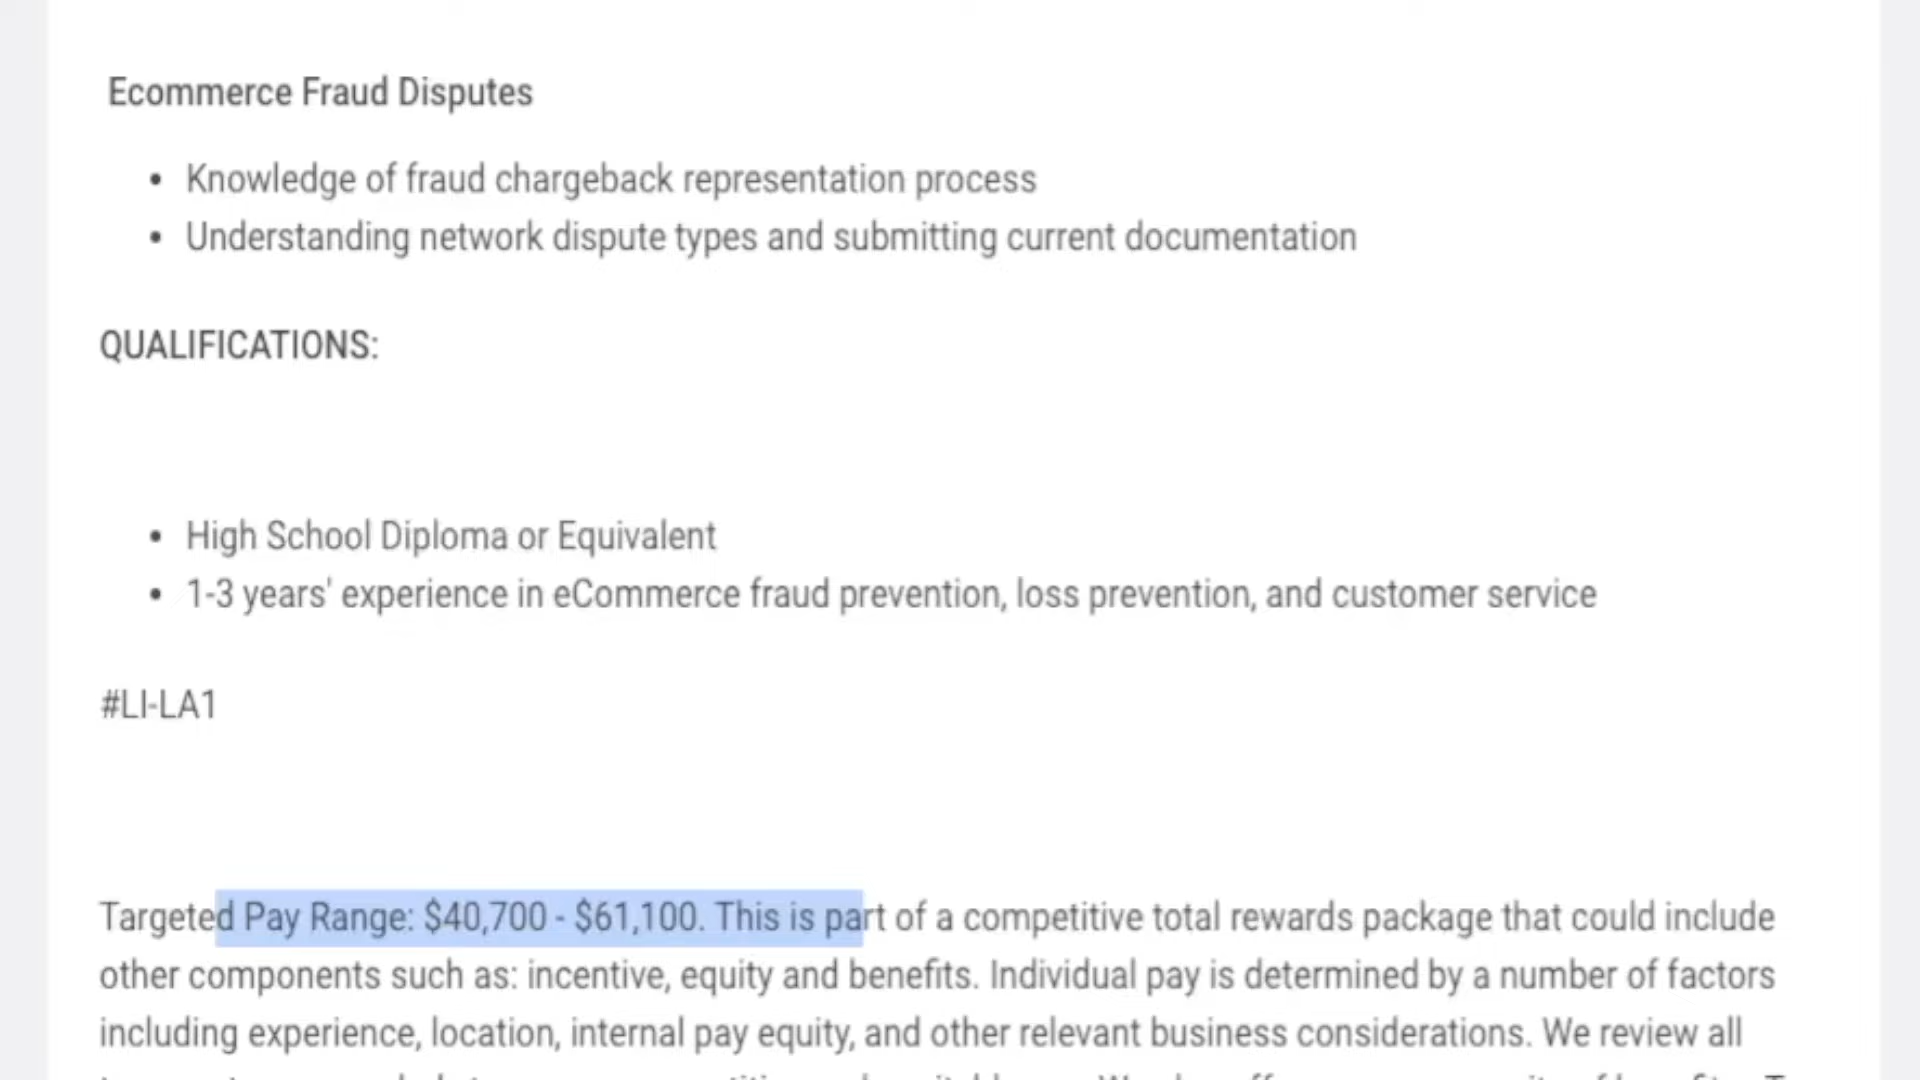 Ecommerce Fraud Disputes
• Knowledge of fraud chargeback representation process
• Understanding network dispute types and submitting current documentation
QUALIFICATIONS:
• High School Diploma or Equivalent
• 1-3 years' experience in eCommerce fraud prevention, loss prevention, and customer service
#LI-LA1
Targeted Pay Range: $40,700 - $61,100. This is part of a competitive total rewards package that could include
other components such as: incentive, equity and benefits. Individual pay is determined by a number of factors
including experience, location, internal pay equity, and other relevant business considerations. We review all